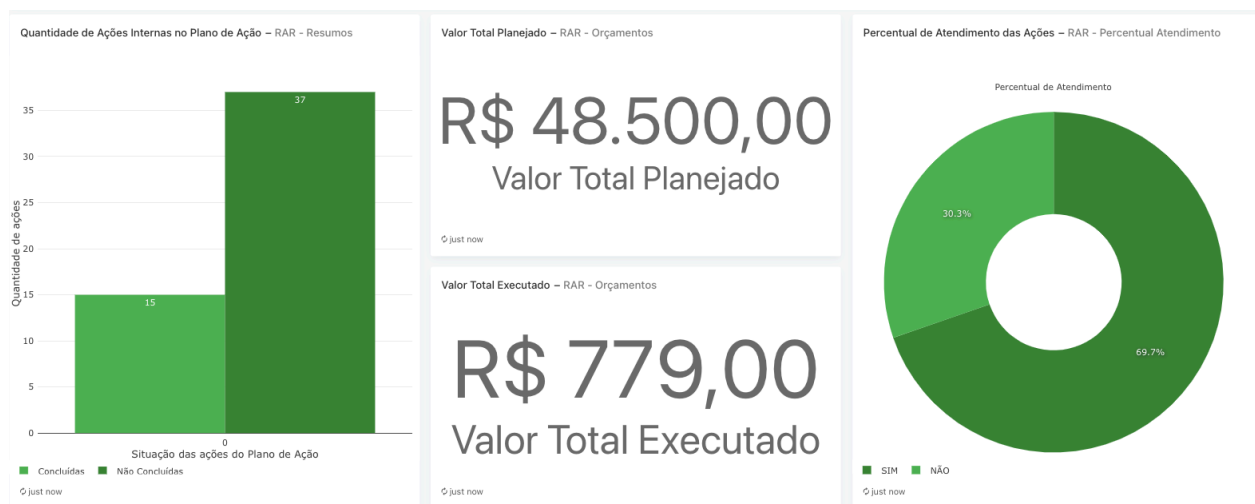 Quantidade de Ações Internas no Plano de Ação – RAR - Resumos
37
15
35
30
25
20
15
10
5
0
Quantidade de ações
0
Situação das ações do Plano de Ação
Concluídas Não Concluídas
just now
Valor Total Planejado – RAR - Orçamentos
R$ 48.500,00
Valor Total Planejado
just now
Valor Total Executado – RAR - Orçamentos
R$ 779,00
Valor Total Executado
just now
Percentual de Atendimento das Ações – RAR - Percentual Atendimento
Percentual de Atendimento
30.3%
69.7%
SIM NÃO
just now